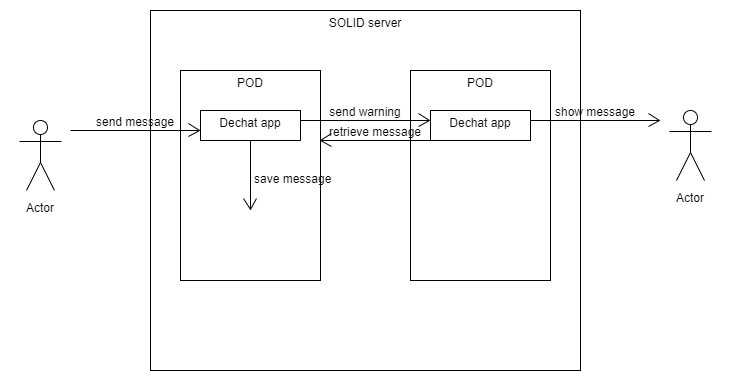 SOLID server
POD
POD
send message
Dechat app
send warning
Dechat app
show message
retrieve message
save message
Actor
Actor